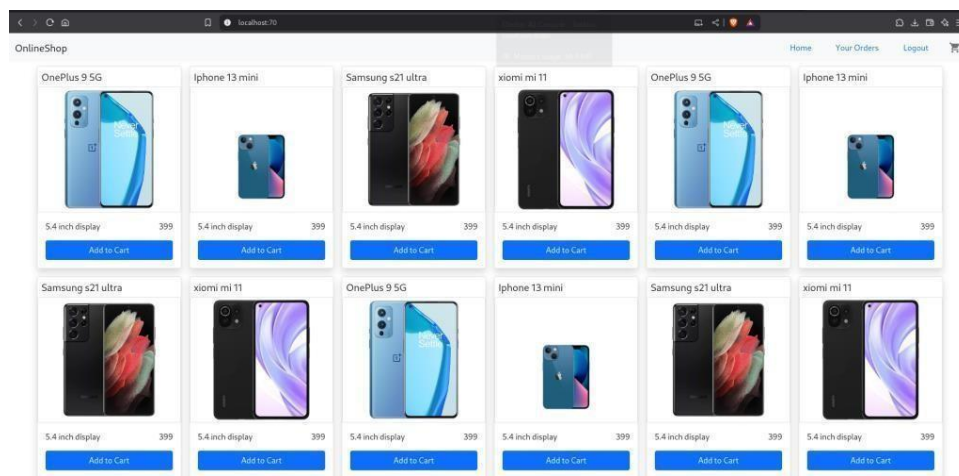 localhost:70
OnlineShop
Home Your Orders Logout
OnePlus 9 5G
Iphone 13 mini
Samsung s21 ultra
xiomi mi 11
OnePlus 9 5G
Iphone 13 mini
Never
Settle
Never
Settle
5.4 inch display 399
5.4 inch display 399
5.4 inch display 399
5.4 inch display 399
5.4 inch display 399
5.4 inch display 399
Add to Cart
Add to Cart
Add to Cart
Add to Cart
Add to Cart
Add to Cart
Samsung s21 ultra
xiomi mi 11
OnePlus 9 5G
Iphone 13 mini
Samsung s21 ultra
xiomi mi 11
Never
Settle
5.4 inch display 399
5.4 inch display 399
5.4 inch display 399
5.4 inch display 399
5.4 inch display 399
5.4 inch display 399
Add to Cart
Add to Cart
Add to Cart
Add to Cart
Add to Cart
Add to Cart